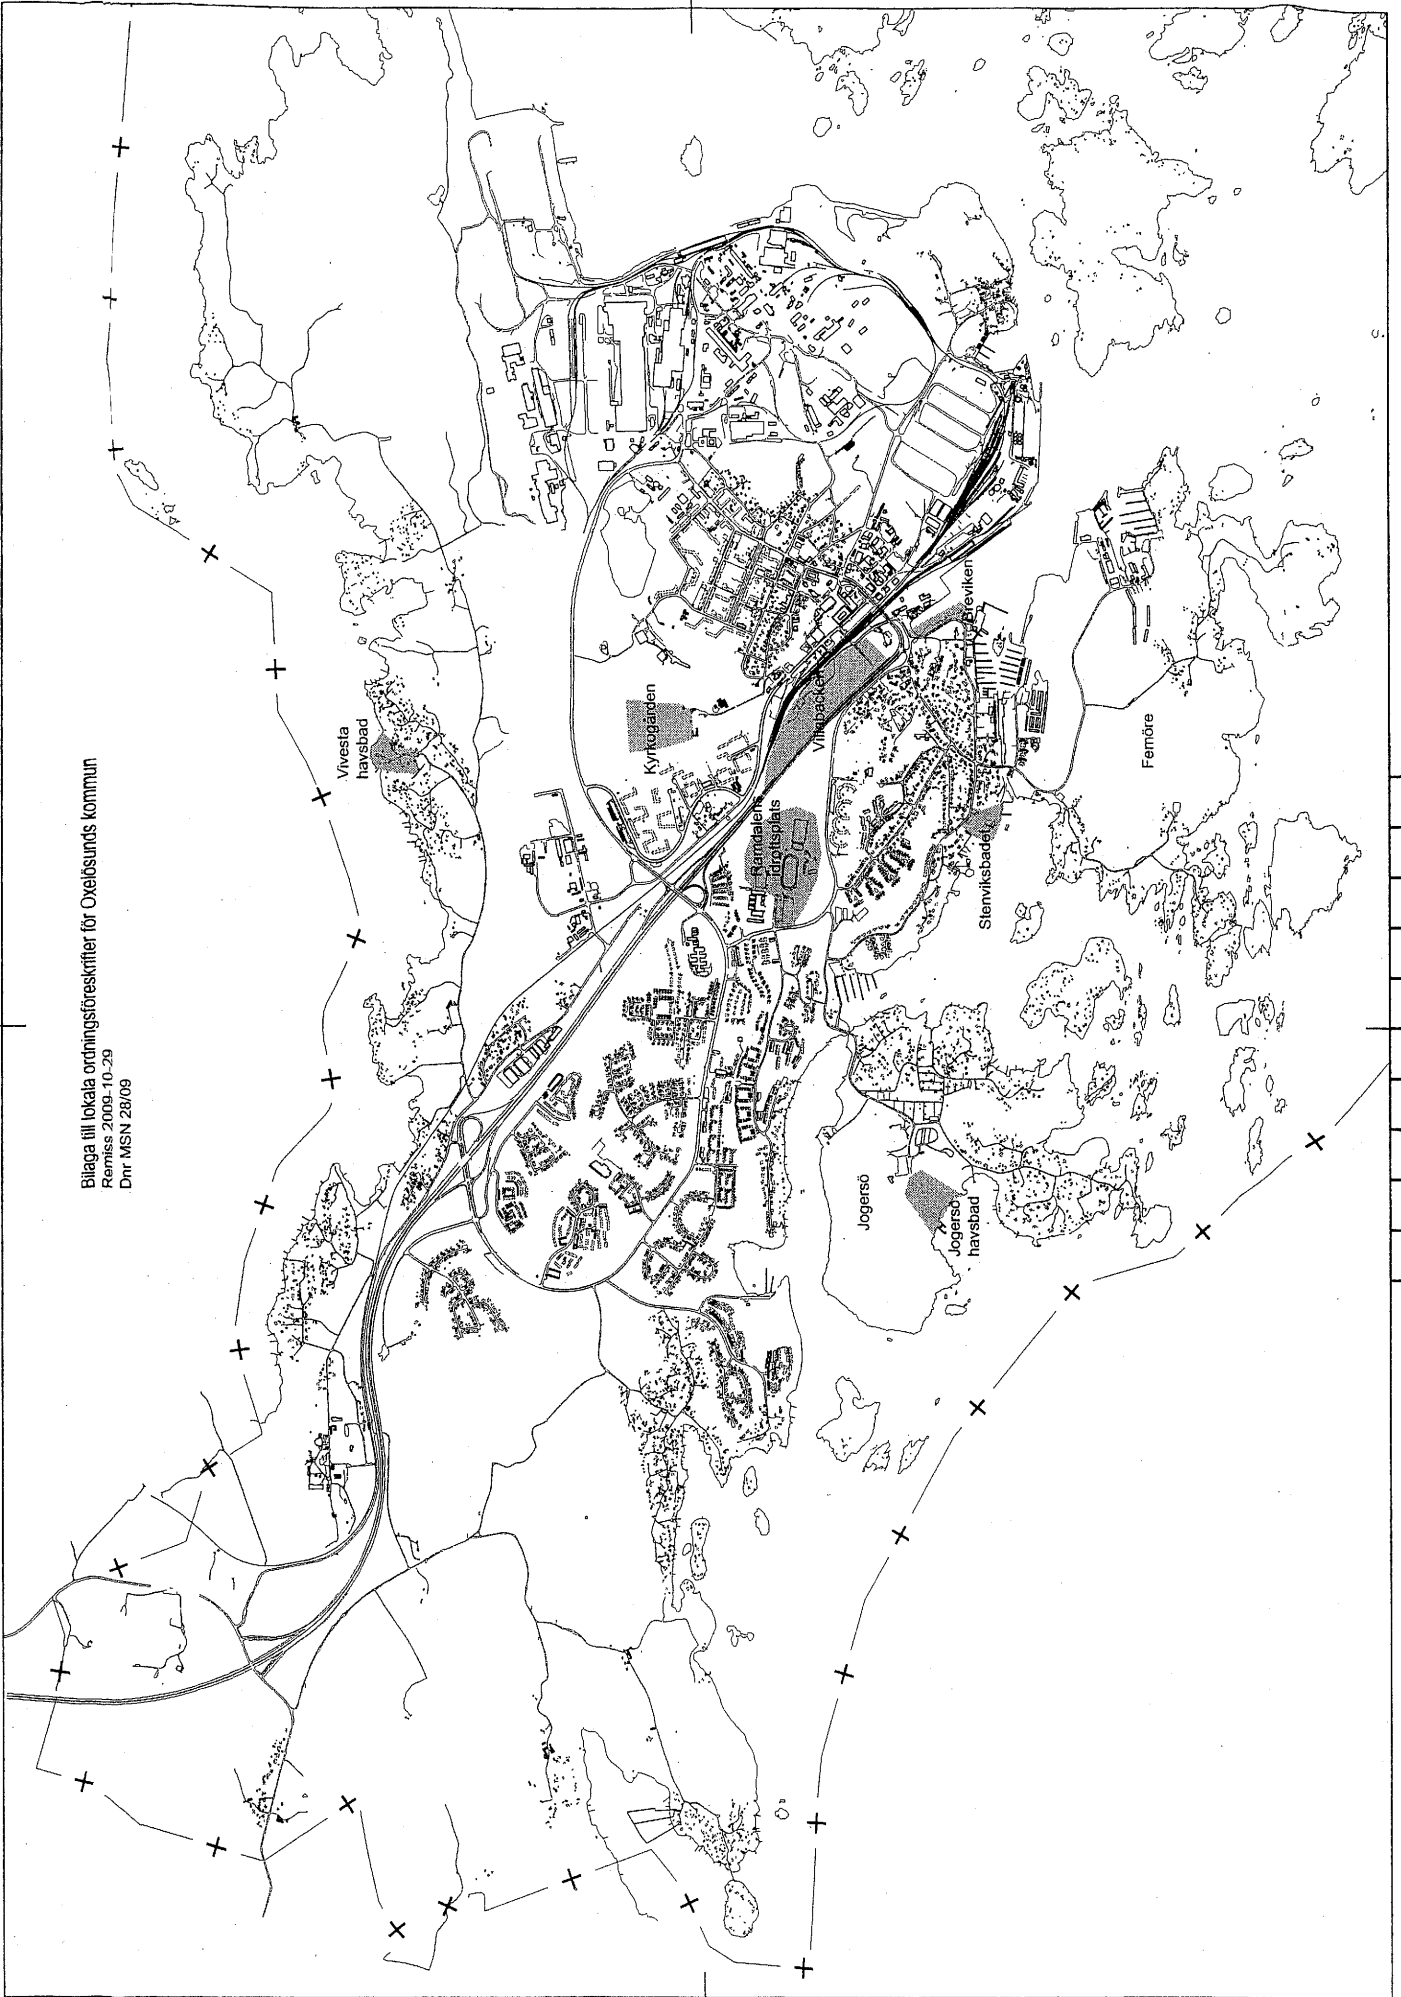 Bilaga till lokala ordningsföreskrifter för Oxelösunds kommun
Remiss 2009-10-29
Dnr MSN 28/09
Vivesta
havsbad
Kyrkogården
Villabacken
Breviken
Ramdalens
idrottsplats
Stenviksbadet
Femöre
Jogersö
Jogersö
havsbad